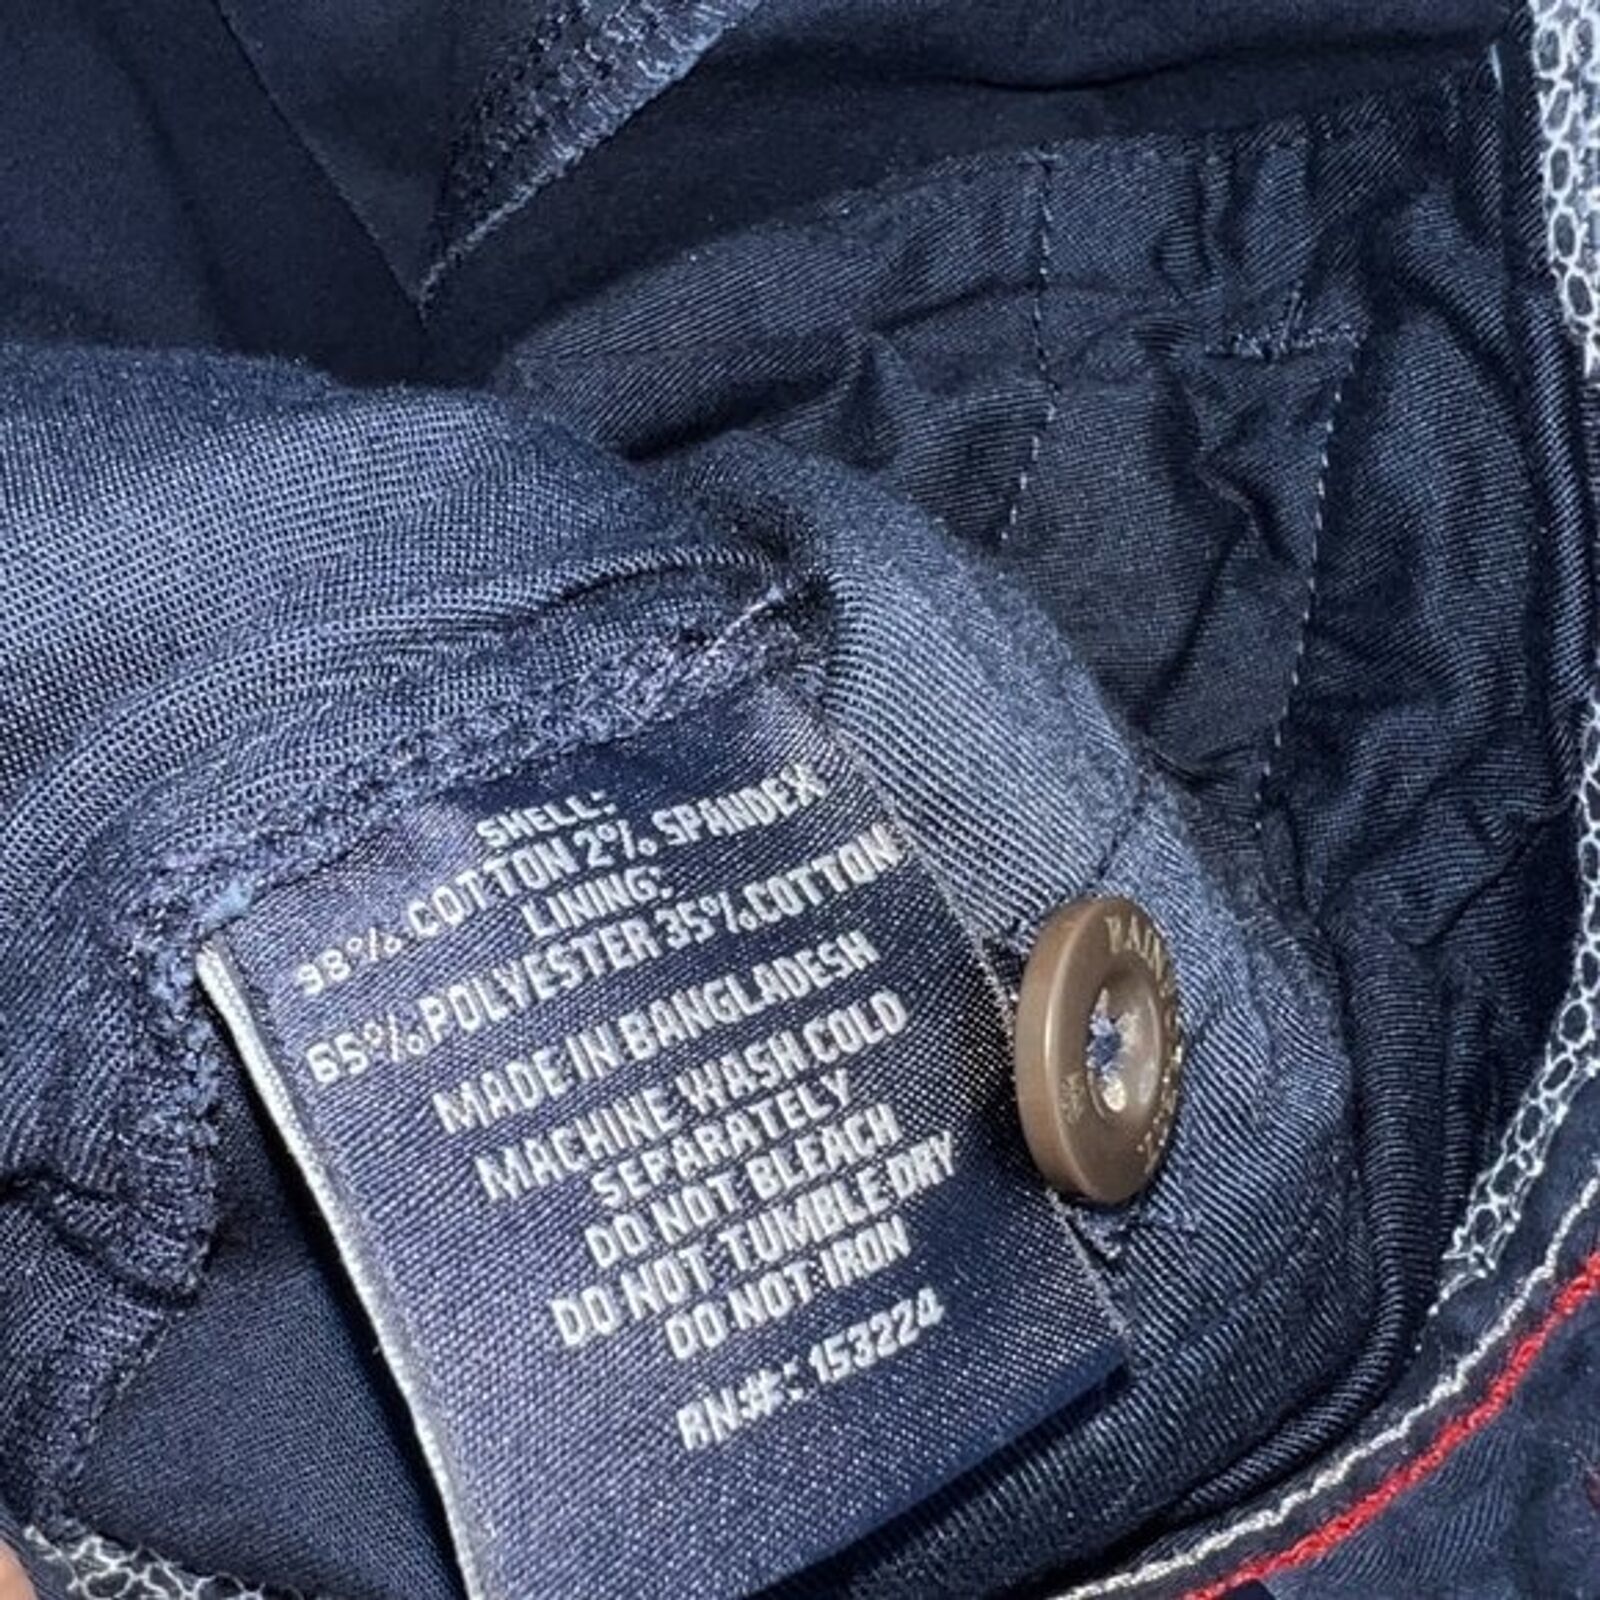 SHELL:
98% COTTON 2% SPANDEX
LINING:
65% POLYESTER 35% COTTON
MADE IN BANGLADESH
MACHINE WASH COLD
SEPARATELY
DO NOT BLEACH
DO NOT TUMBLE DRY
DO NOT IRON
RN#: 153224